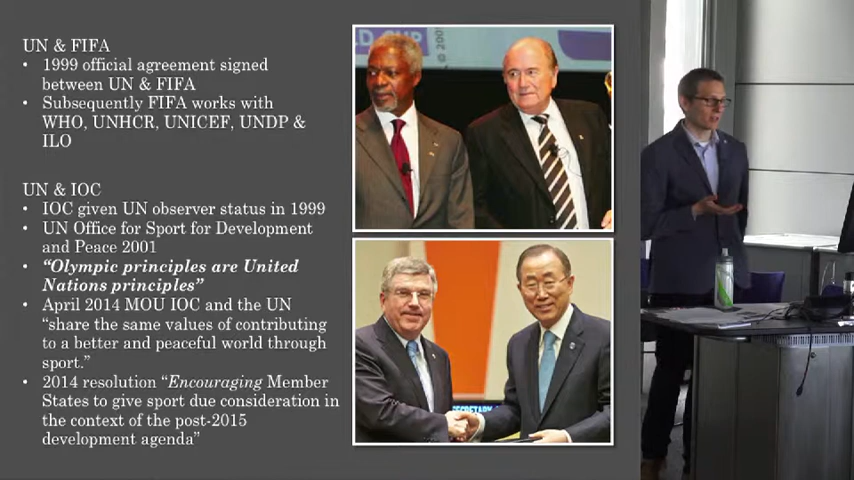 UN & FIFA
• 1999 official agreement signed
between UN & FIFA
• Subsequently FIFA works with
WHO, UNHCR, UNICEF, UNDP &
ILO
UN & IOC
• IOC given UN observer status in 1999
• UN Office for Sport for Development
and Peace 2001
• “Olympic principles are United
Nations principles”
• April 2014 MOU IOC and the UN
“share the same values of contributing
to a better and peaceful world through
sport.”
• 2014 resolution “Encouraging Member
States to give sport due consideration in
the context of the post-2015
development agenda”
LD CUP
© 200
SECRETARY